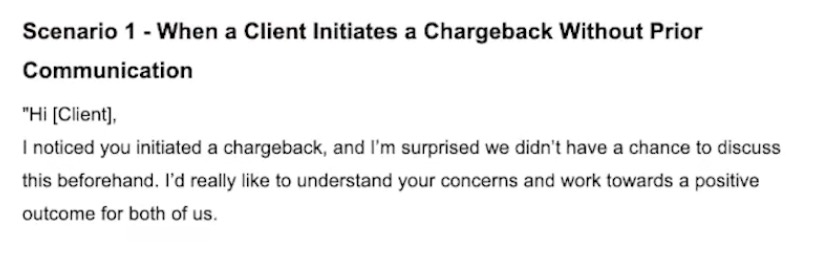 Scenario 1 - When a Client Initiates a Chargeback Without Prior
Communication
"Hi [Client],
I noticed you initiated a chargeback, and I'm surprised we didn't have a chance to discuss
this beforehand. I'd really like to understand your concerns and work towards a positive
outcome for both of us.